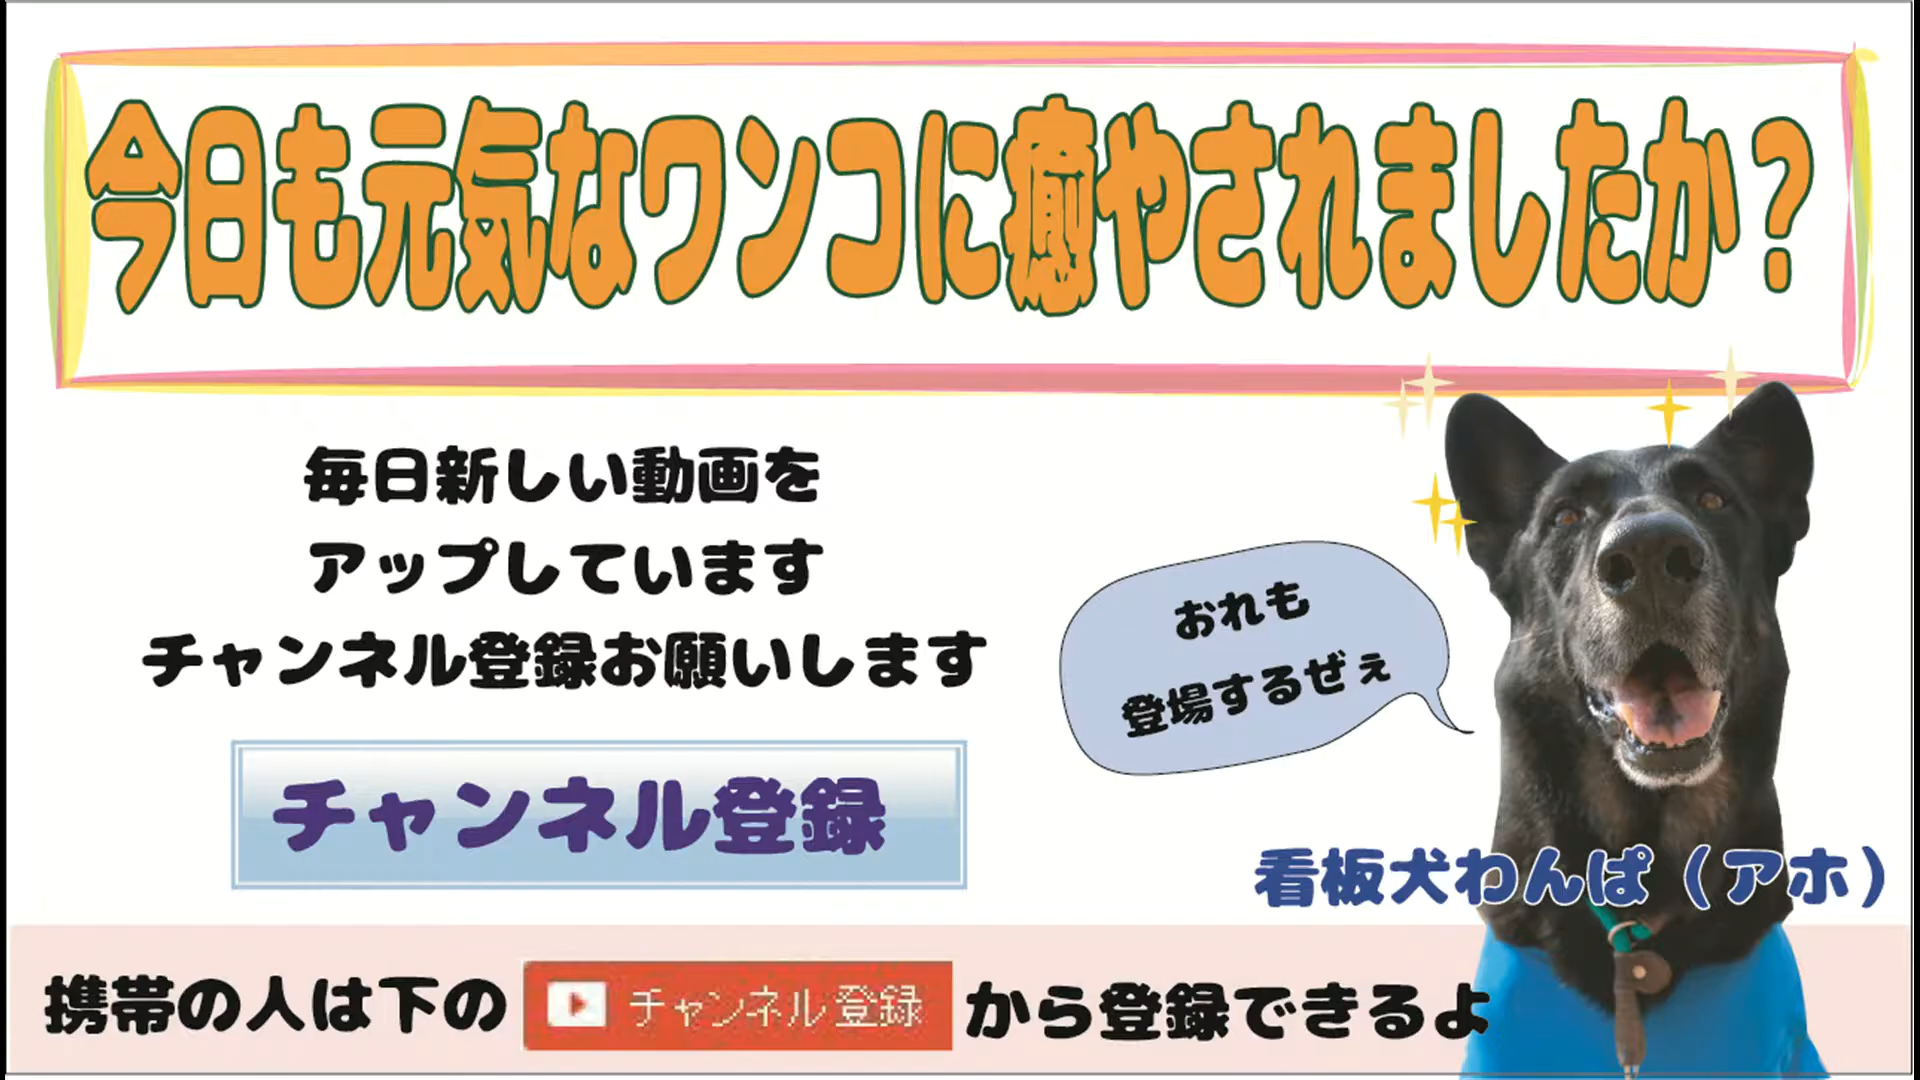 今日も元気なワンコに癒やされましたか？
毎日新しい動画を
アップしています
チャンネル登録お願いします
おれも
登場するぜぇ
チャンネル登録
看板犬わんぱ（アホ）
携帯の人は下の チャンネル登録 から登録できるよ